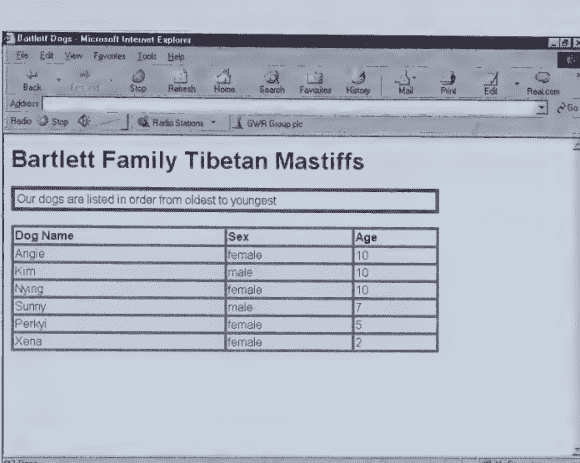 Bartlett Dogs - Microsoft Internet Explorer
File Edit View Favorites Tools Help
Back Stop Refresh Home Search Favorites History Mail Print Edit Real.com
Address Go
Radio Stop Radio Stations GWR Group plc
Bartlett Family Tibetan Mastiffs
Our dogs are listed in order from oldest to youngest
Dog Name Sex Age
Angie female 10
Kim male 10
Nying female 10
Sunny male 7
Perkyi female 5
Xena female 2